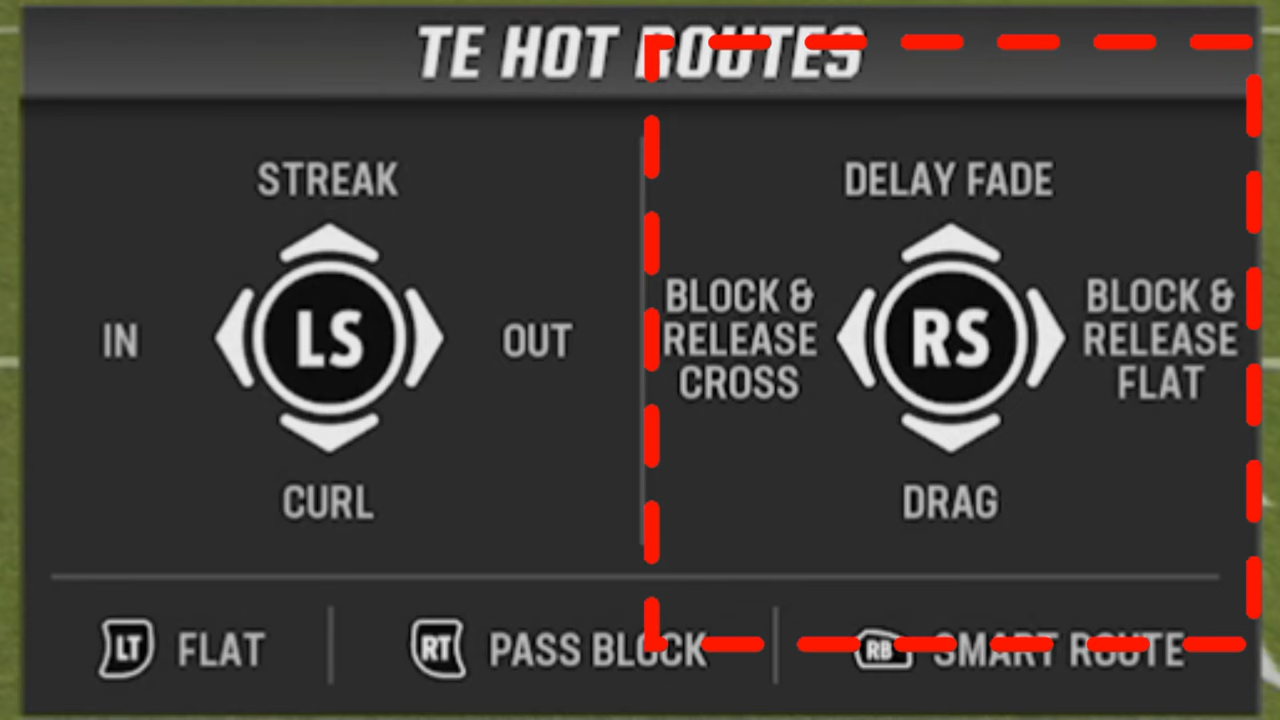 TE HOT ROUTES
STREAK
IN
LS
OUT
CURL
DELAY FADE
BLOCK &
RELEASE
CROSS
RS
BLOCK &
RELEASE
FLAT
DRAG
LT FLAT
RT PASS BLOCK
RB SMART ROUTE